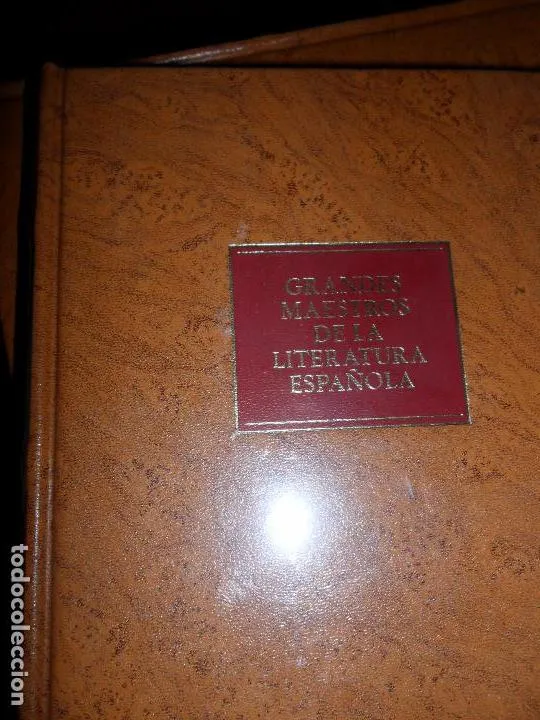 GRANDES
MAESTROS
DE LA
LITERATURA
ESPAÑOLA
todocoleccion